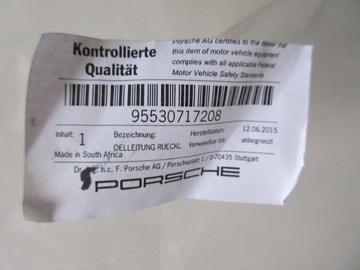 Kontrollierte
Qualität
Porsche AG certifies to the dealer that
this item of motor vehicle equipment
complies with all applicable Federal
Motor Vehicle Safety Standards
95530717208
Inhalt: 1 Bezeichnung: Herstelldatum: 12.06.2015
OELLEITUNG RUECKL Verwendbar bis: unbegrenzt
Made in South Africa
Dr. Ing. h.c. F. Porsche AG / Porscheplatz 1 / D-70435 Stuttgart
PORSCHE